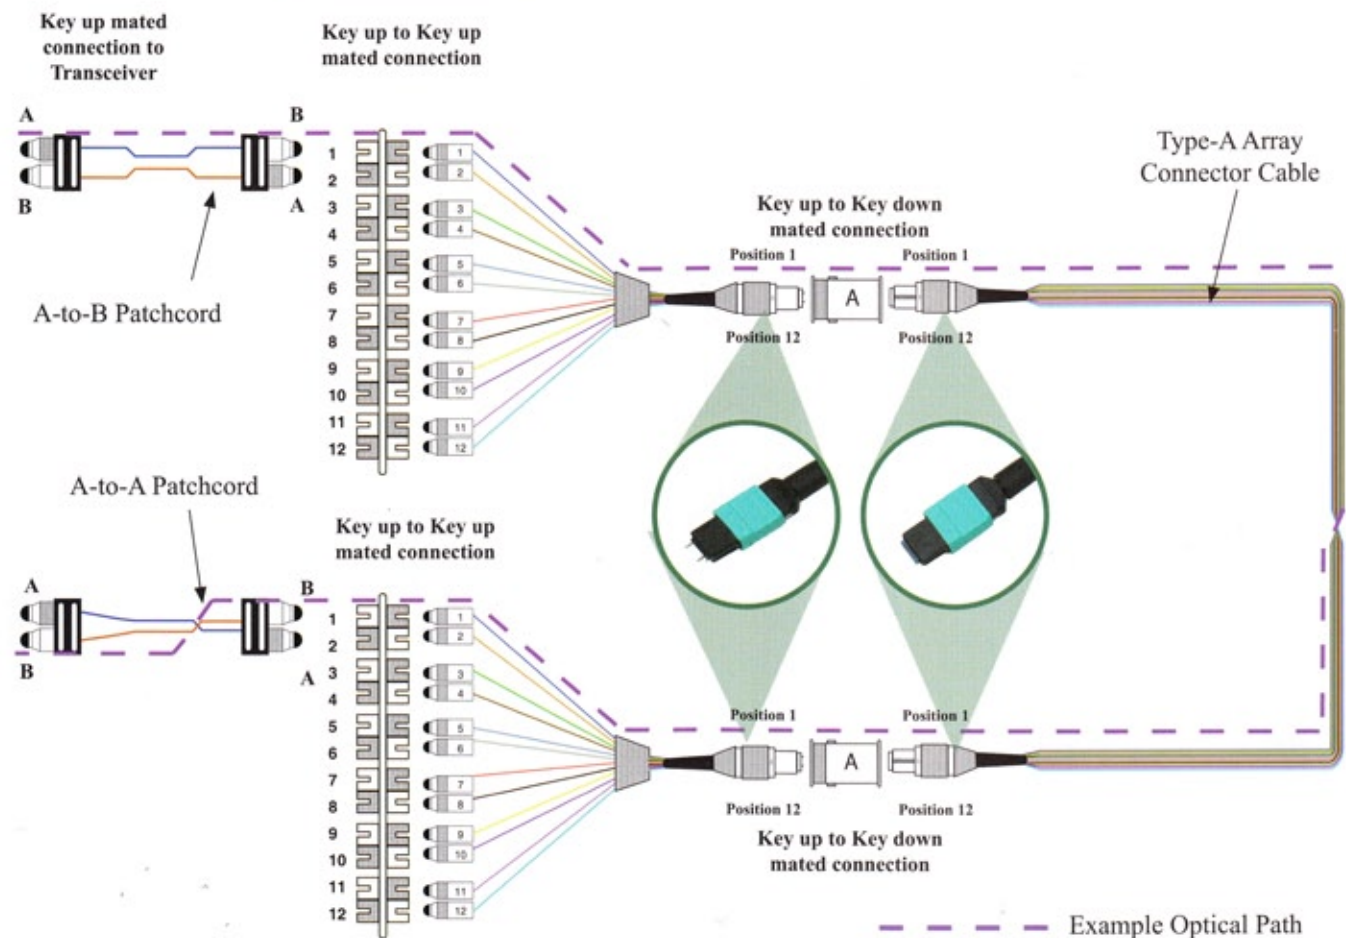 Key up mated
connection to
Transceiver
Key up to Key up
mated connection
A
B
B
A
A-to-B Patchcord
1
2
3
4
5
6
7
8
9
10
11
12
1
2
3
4
5
6
7
8
9
10
11
12
Key up to Key down
mated connection
Position 1
Position 1
A
Position 12
Position 12
Type-A Array
Connector Cable
A-to-A Patchcord
Key up to Key up
mated connection
A
B
B
A
1
2
3
4
5
6
7
8
9
10
11
12
1
2
3
4
5
6
7
8
9
10
11
12
Position 1
Position 1
A
Position 12
Position 12
Key up to Key down
mated connection
Example Optical Path